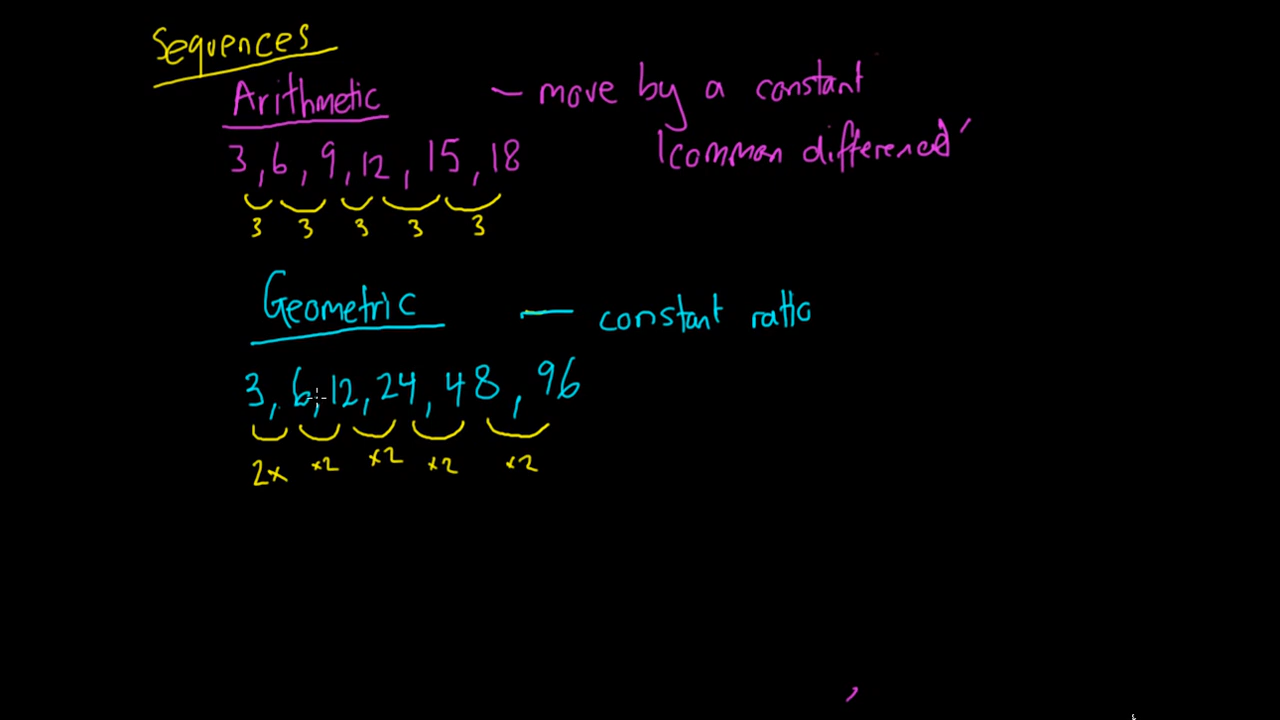 Sequences
Arithmetic – move by a constant
'common difference'
3, 6, 9, 12, 15, 18
3 3 3 3 3
Geometric — constant ratio
3, 6, 12, 24, 48, 96
2x x2 x2 x2 x2